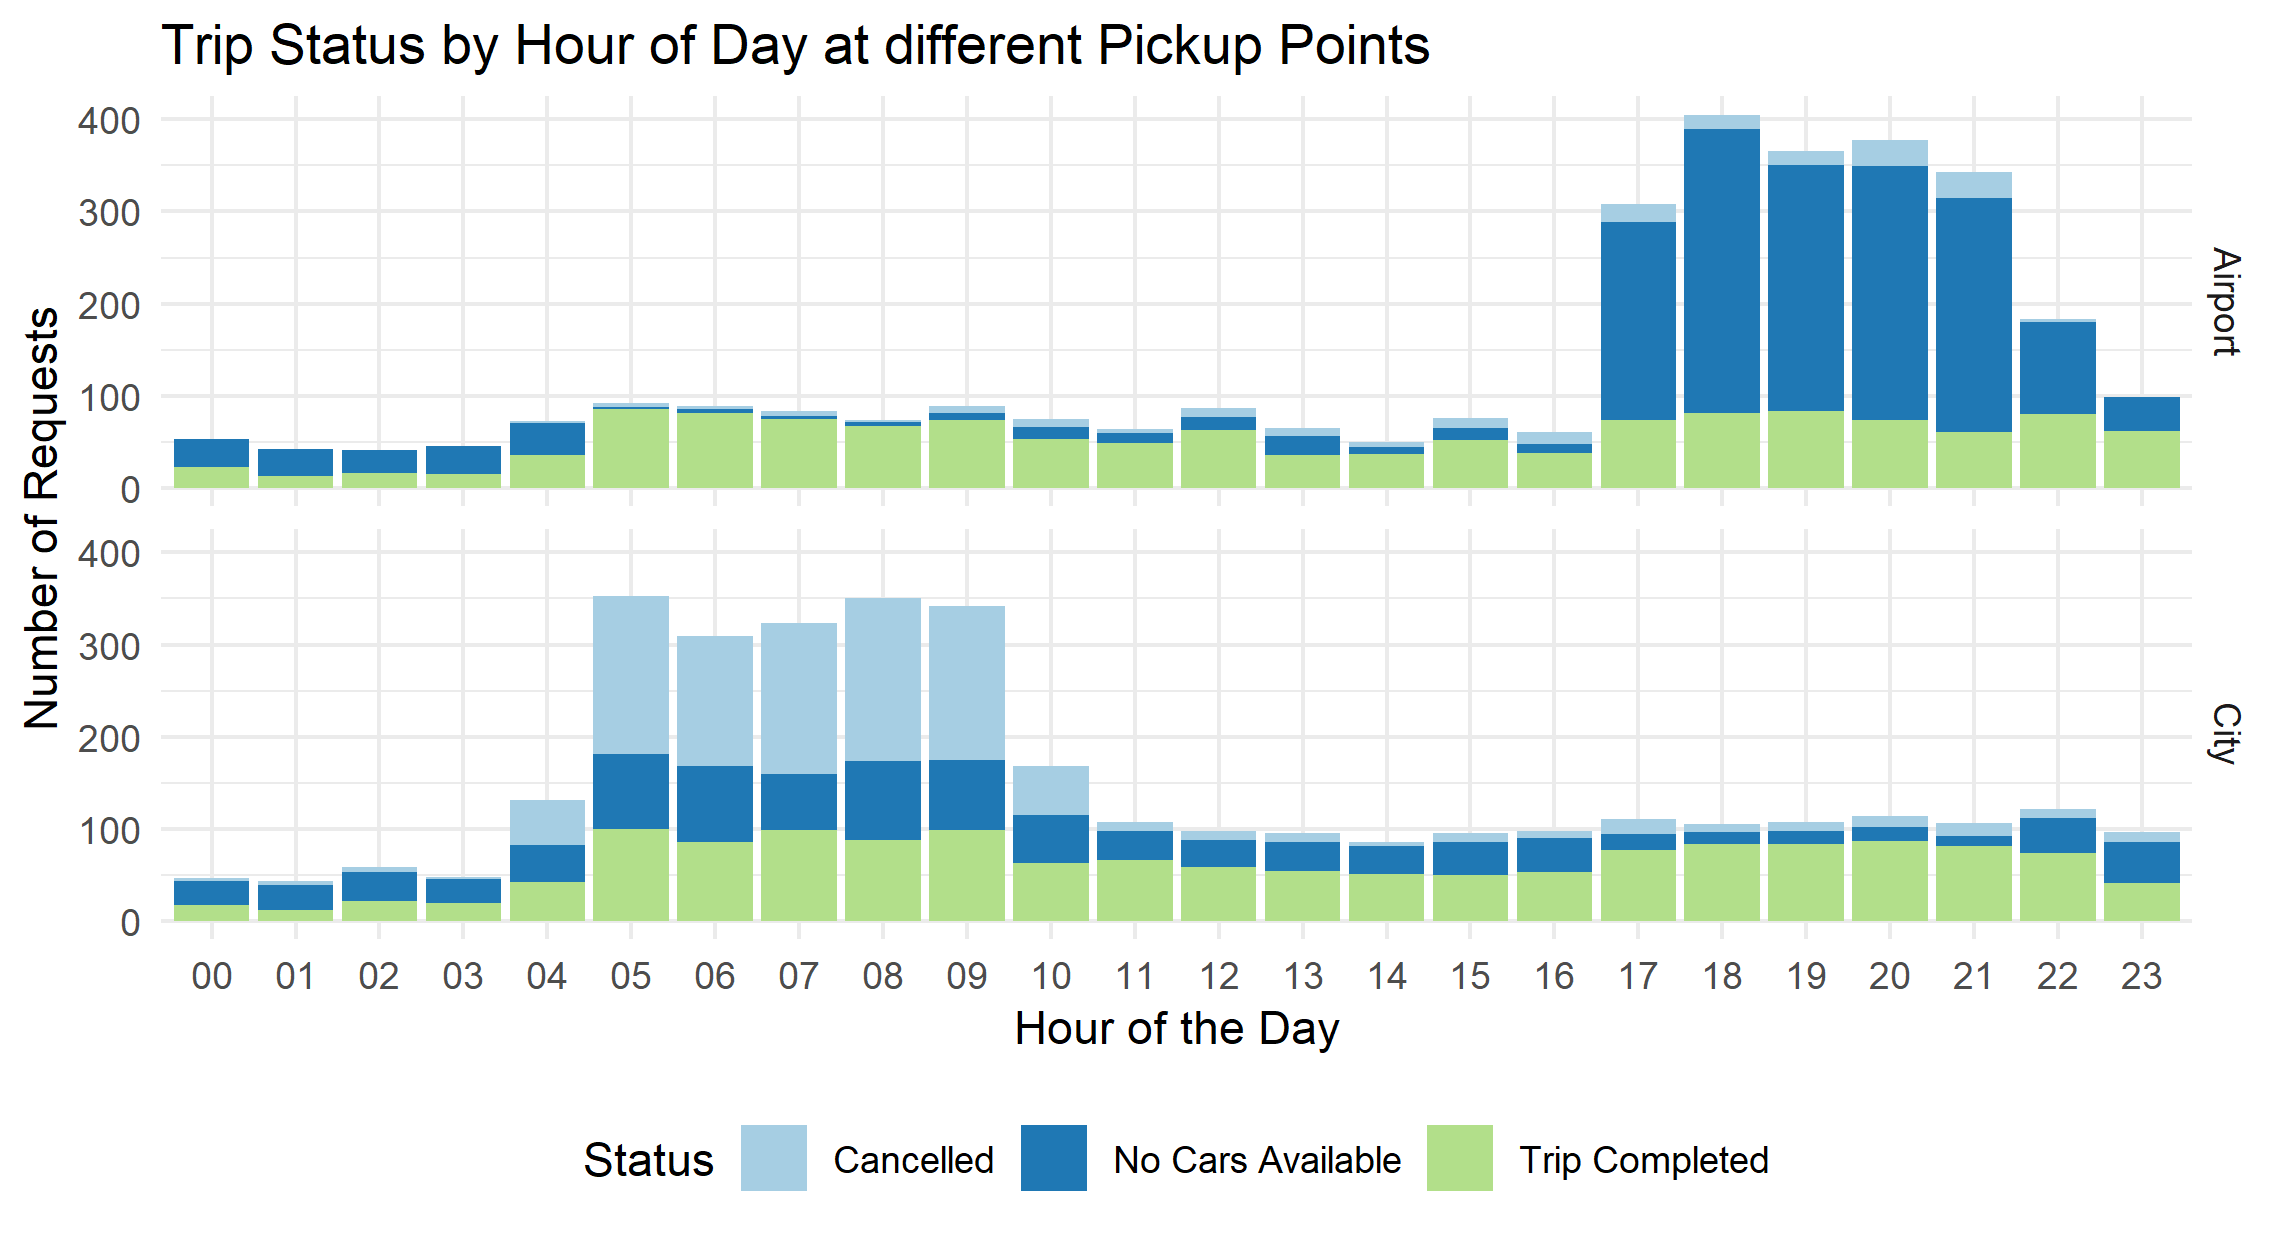 Trip Status by Hour of Day at different Pickup Points
Number of Requests
400
300
200
100
0
Airport
400
300
200
100
0
City
00 01 02 03 04 05 06 07 08 09 10 11 12 13 14 15 16 17 18 19 20 21 22 23
Hour of the Day
Status Cancelled No Cars Available Trip Completed